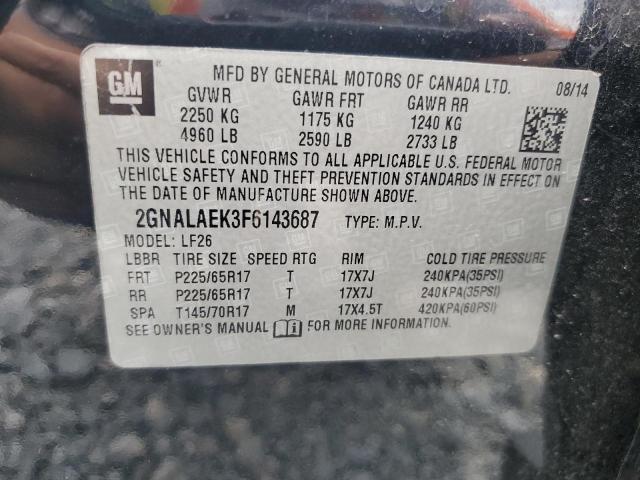 GM
MFD BY GENERAL MOTORS OF CANADA LTD. 08/14
GVWR GAWR FRT GAWR RR
2250 KG 1175 KG 1240 KG
4960 LB 2590 LB 2733 LB
THIS VEHICLE CONFORMS TO ALL APPLICABLE U.S. FEDERAL MOTOR
VEHICLE SAFETY AND THEFT PREVENTION STANDARDS IN EFFECT ON
THE DATE OF MANUFACTURE SHOWN ABOVE.
2GNALAEK3F6143687 TYPE: M.P.V.
MODEL: LF26
LBBR TIRE SIZE SPEED RTG RIM COLD TIRE PRESSURE
FRT P225/65R17 T 17X7J 240KPA(35PSI)
RR P225/65R17 T 17X7J 240KPA(35PSI)
SPA T145/70R17 M 17X4.5T 420KPA(60PSI)
SEE OWNER'S MANUAL FOR MORE INFORMATION.